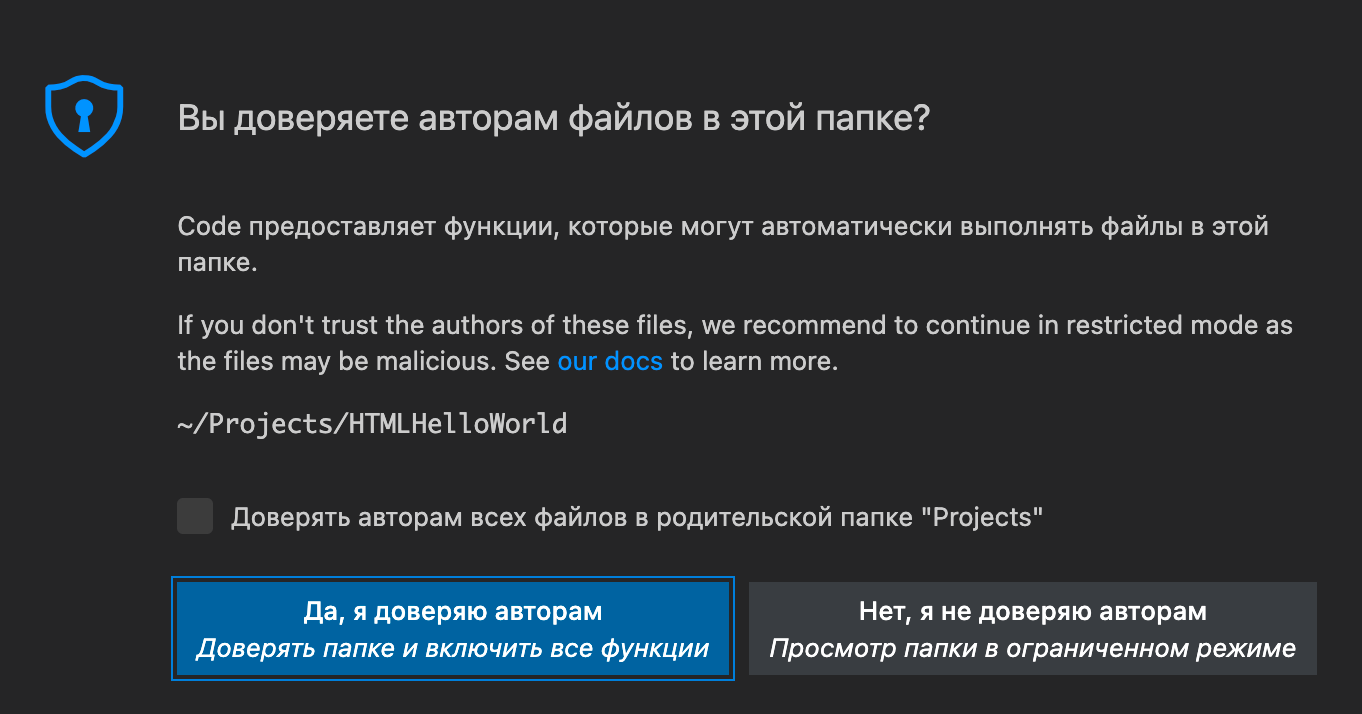 Вы доверяете авторам файлов в этой папке?
Code предоставляет функции, которые могут автоматически выполнять файлы в этой
папке.
If you don't trust the authors of these files, we recommend to continue in restricted mode as
the files may be malicious. See our docs to learn more.
~/Projects/HTMLHelloWorld
Доверять авторам всех файлов в родительской папке "Projects"
Да, я доверяю авторам
Доверять папке и включить все функции
Нет, я не доверяю авторам
Просмотр папки в ограниченном режиме